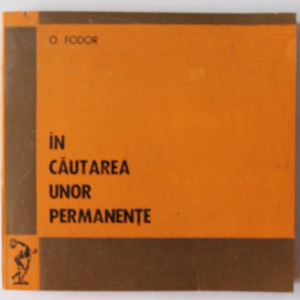 O. FODOR
ÎN
CĂUTAREA
UNOR
PERMANENȚE